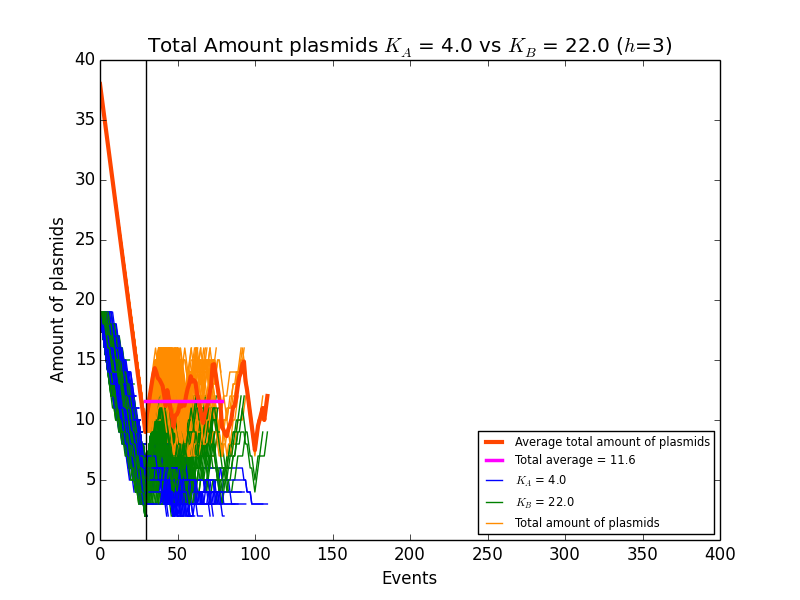 Total Amount plasmids K_A = 4.0 vs K_B = 22.0 (h=3)
40
35
30
25
20
15
10
5
0
Amount of plasmids
0 50 100 150 200 250 300 350 400
Events
Average total amount of plasmids
Total average = 11.6
K_A = 4.0
K_B = 22.0
Total amount of plasmids